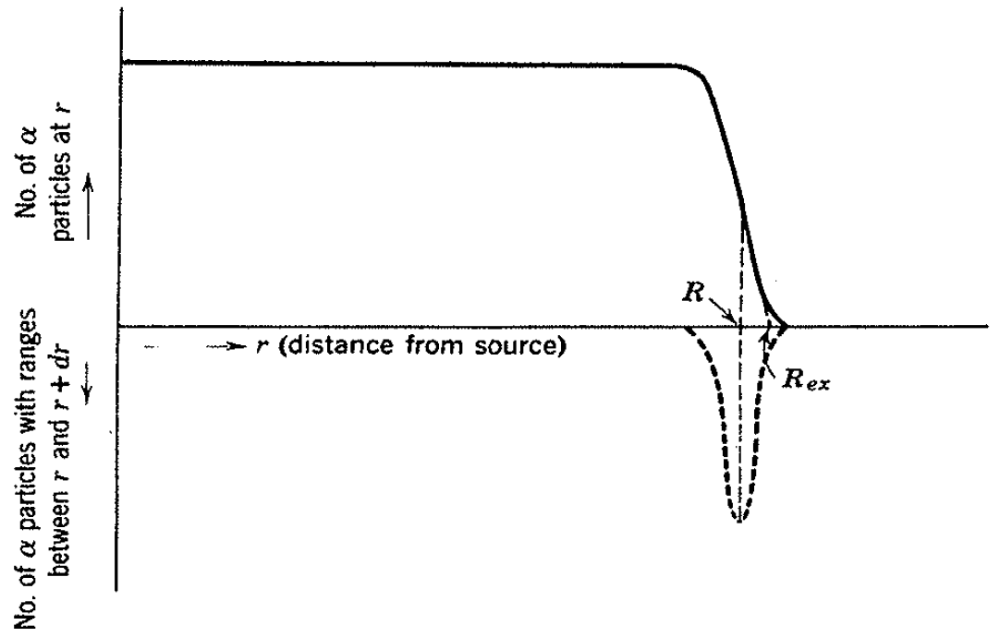 No. of α
particles at r
R
r (distance from source)
R_ex
No. of α particles with ranges
between r and r + dr